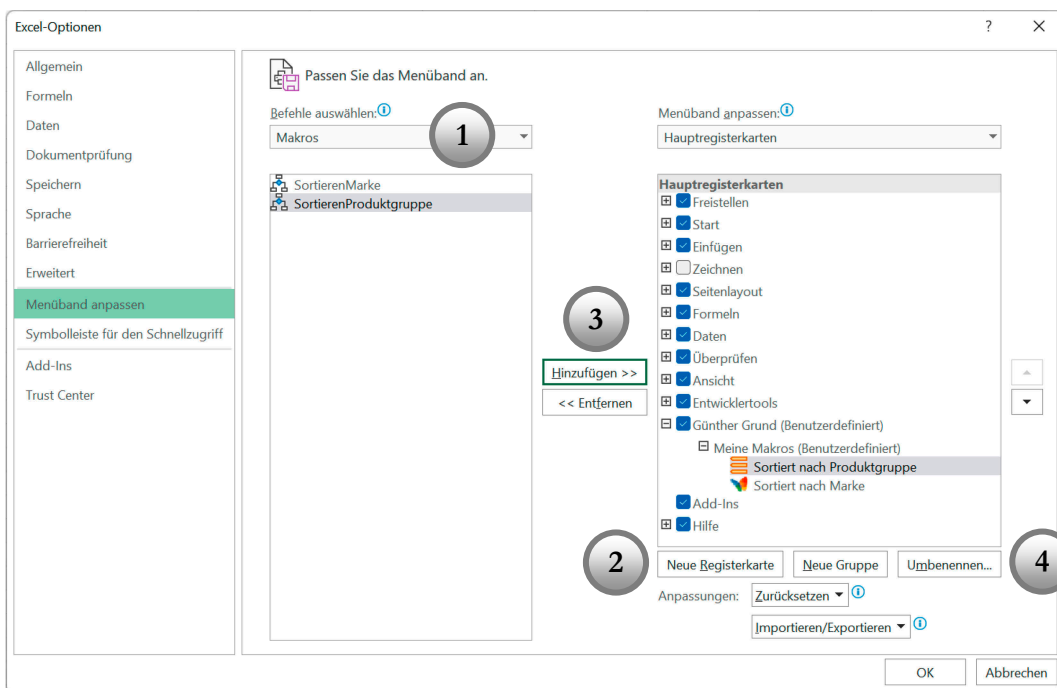 Excel-Optionen
?
Allgemein
Formeln
Daten
Dokumentprüfung
Speichern
Sprache
Barrierefreiheit
Erweitert
Menüband anpassen
Symbolleiste für den Schnellzugriff
Add-Ins
Trust Center
Passen Sie das Menüband an.
Befehle auswählen:
Makros
1
SortierenMarke
SortierenProduktgruppe
3
Hinzufügen >>
<< Entfernen
Menüband anpassen:
Hauptregisterkarten
Hauptregisterkarten
Freistellen
Start
Einfügen
Zeichnen
Seitenlayout
Formeln
Daten
Überprüfen
Ansicht
Entwicklertools
Günther Grund (Benutzerdefiniert)
Meine Makros (Benutzerdefiniert)
Sortiert nach Produktgruppe
Sortiert nach Marke
Add-Ins
Hilfe
2
Neue Registerkarte
Neue Gruppe
Umbenennen...
4
Anpassungen:
Zurücksetzen
Importieren/Exportieren
OK
Abbrechen